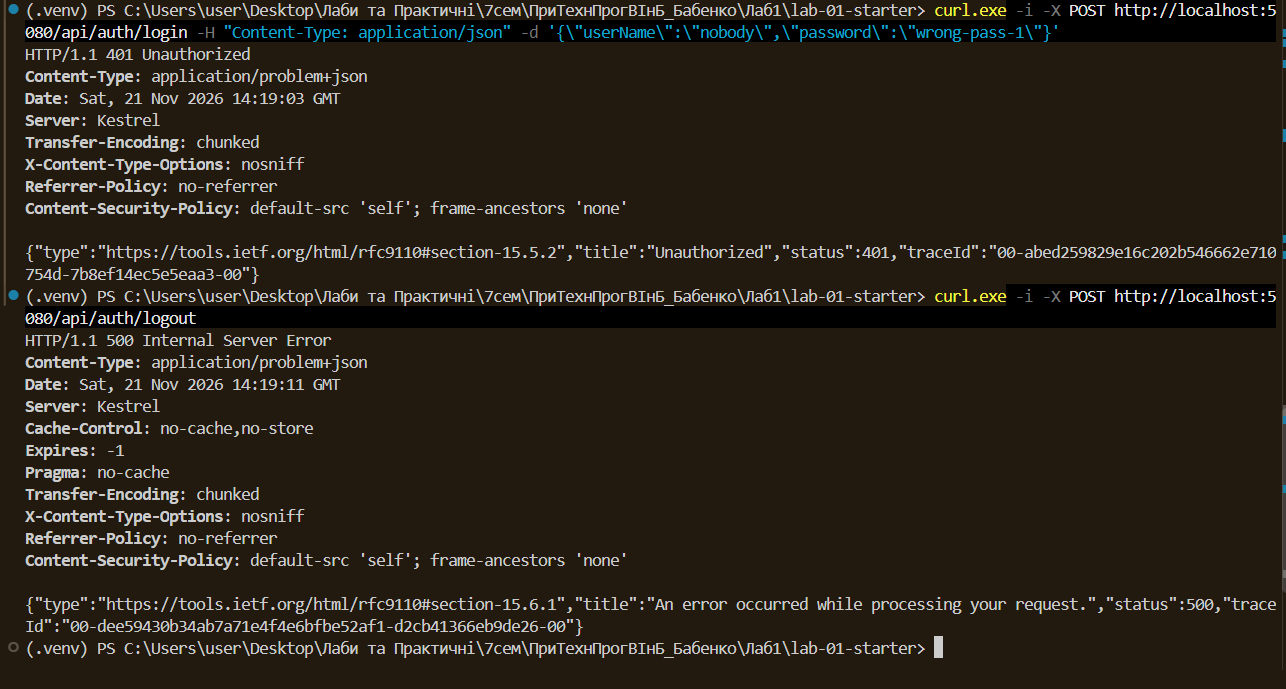 (.venv) PS C:\Users\user\Desktop\Лаби та Практичні\7сем\ПриТехнПрогВІнБ_Бабенко\Лаб1\lab-01-starter> curl.exe -i -X POST http://localhost:5
080/api/auth/login -H "Content-Type: application/json" -d '{\"userName\":\"nobody\",\"password\":\"wrong-pass-1\"}'
HTTP/1.1 401 Unauthorized
Content-Type: application/problem+json
Date: Sat, 21 Nov 2026 14:19:03 GMT
Server: Kestrel
Transfer-Encoding: chunked
X-Content-Type-Options: nosniff
Referrer-Policy: no-referrer
Content-Security-Policy: default-src 'self'; frame-ancestors 'none'
{"type":"https://tools.ietf.org/html/rfc9110#section-15.5.2","title":"Unauthorized","status":401,"traceId":"00-abed259829e16c202b546662e710
754d-7b8ef14ec5e5eaa3-00"}
(.venv) PS C:\Users\user\Desktop\Лаби та Практичні\7сем\ПриТехнПрогВІнБ_Бабенко\Лаб1\lab-01-starter> curl.exe -i -X POST http://localhost:5
080/api/auth/logout
HTTP/1.1 500 Internal Server Error
Content-Type: application/problem+json
Date: Sat, 21 Nov 2026 14:19:11 GMT
Server: Kestrel
Cache-Control: no-cache,no-store
Expires: -1
Pragma: no-cache
Transfer-Encoding: chunked
X-Content-Type-Options: nosniff
Referrer-Policy: no-referrer
Content-Security-Policy: default-src 'self'; frame-ancestors 'none'
{"type":"https://tools.ietf.org/html/rfc9110#section-15.6.1","title":"An error occurred while processing your request.","status":500,"trace
Id":"00-dee59430b34ab7a71e4f4e6bfbe52af1-d2cb41366eb9de26-00"}
(.venv) PS C:\Users\user\Desktop\Лаби та Практичні\7сем\ПриТехнПрогВІнБ_Бабенко\Лаб1\lab-01-starter>